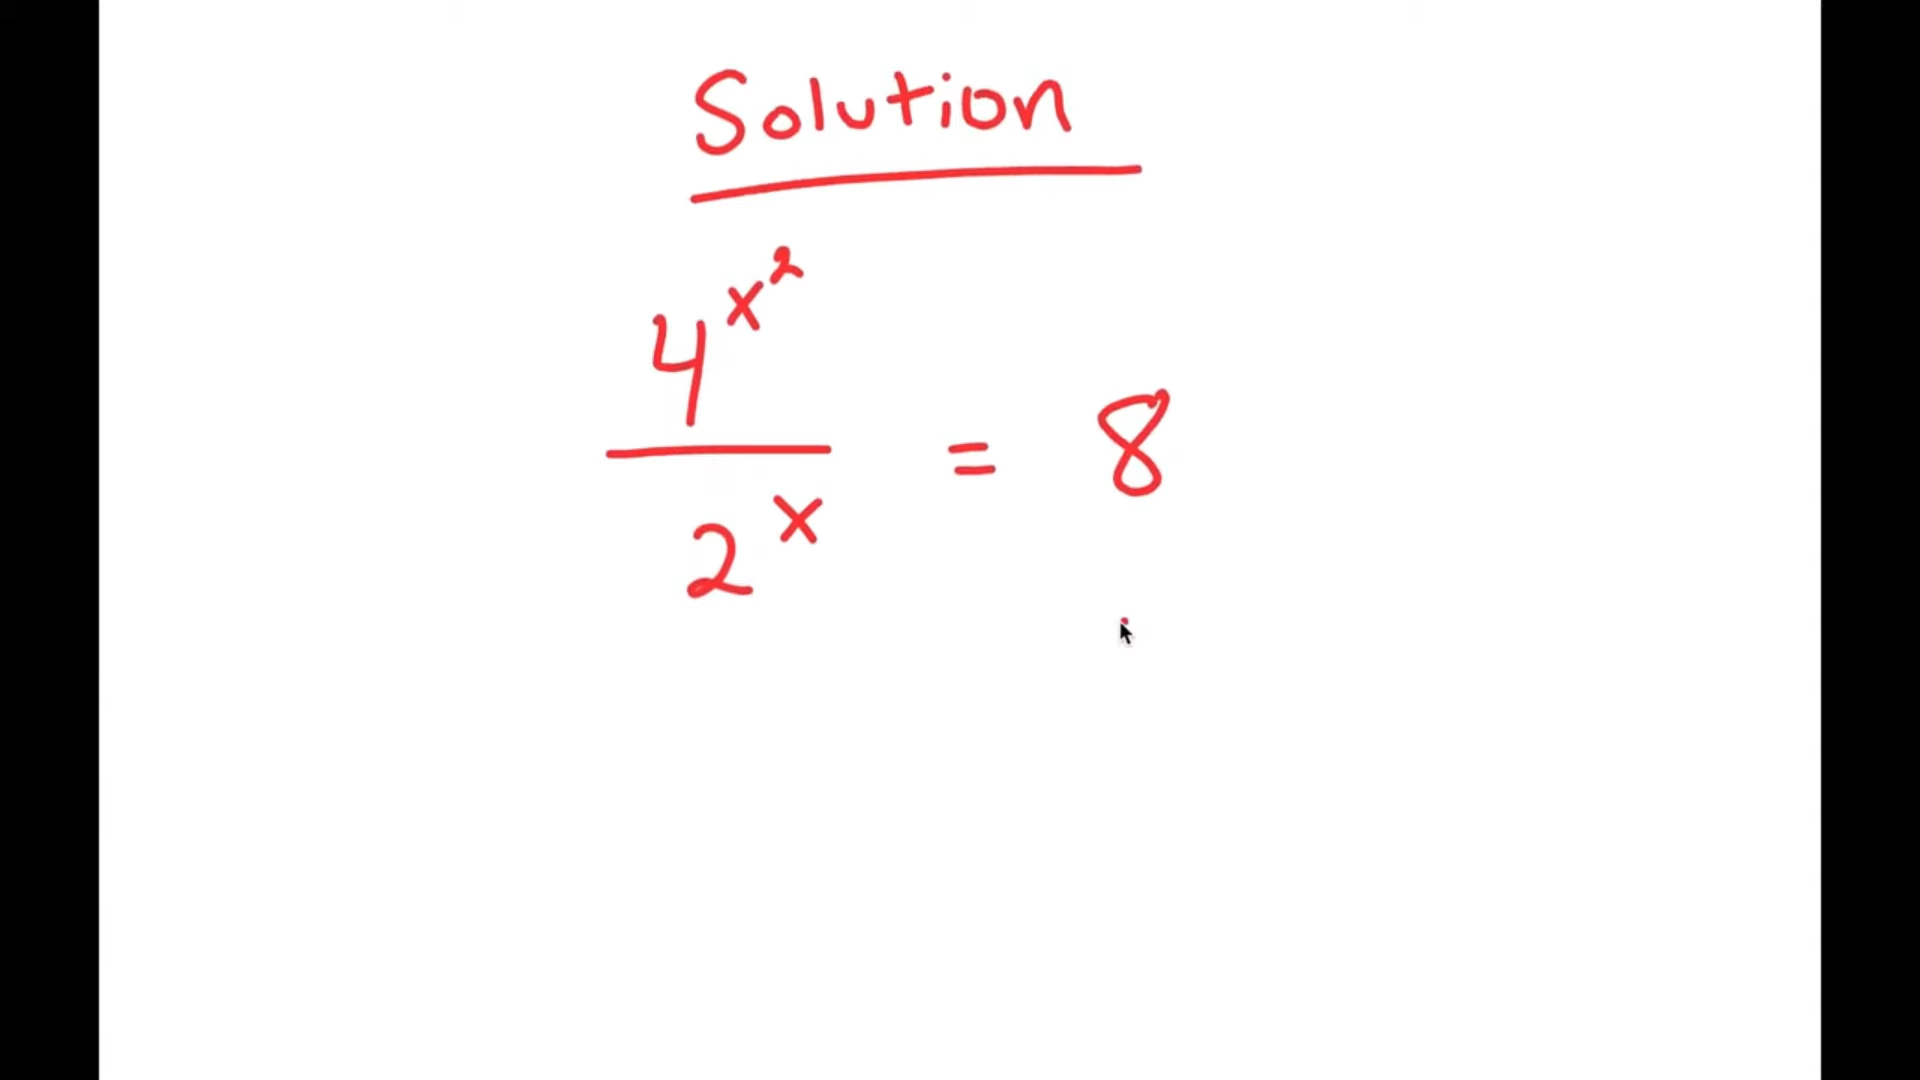 Solution
4^{x^2}
/ 2^x = 8